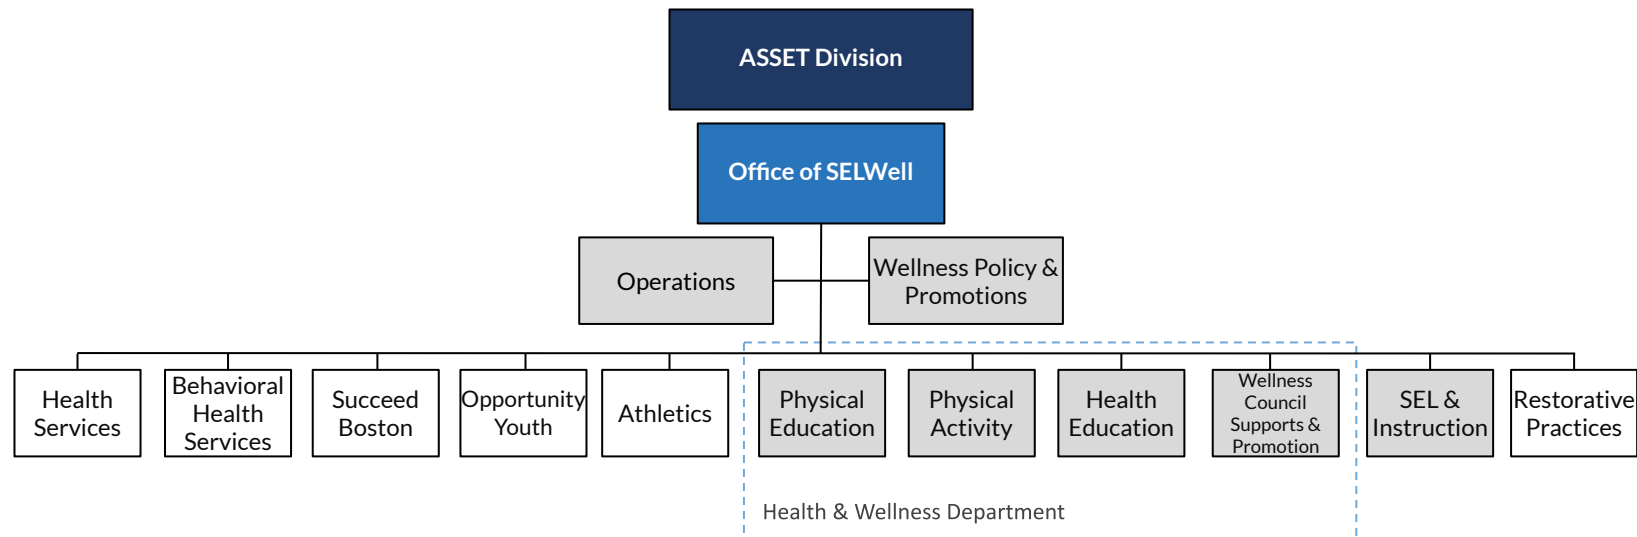 ASSET Division
Office of SELWell
Operations
Wellness Policy &
Promotions
Health
Services
Behavioral
Health
Services
Succeed
Boston
Opportunity
Youth
Athletics
Physical
Education
Physical
Activity
Health
Education
Wellness
Council
Supports &
Promotion
SEL &
Instruction
Restorative
Practices
Health & Wellness Department